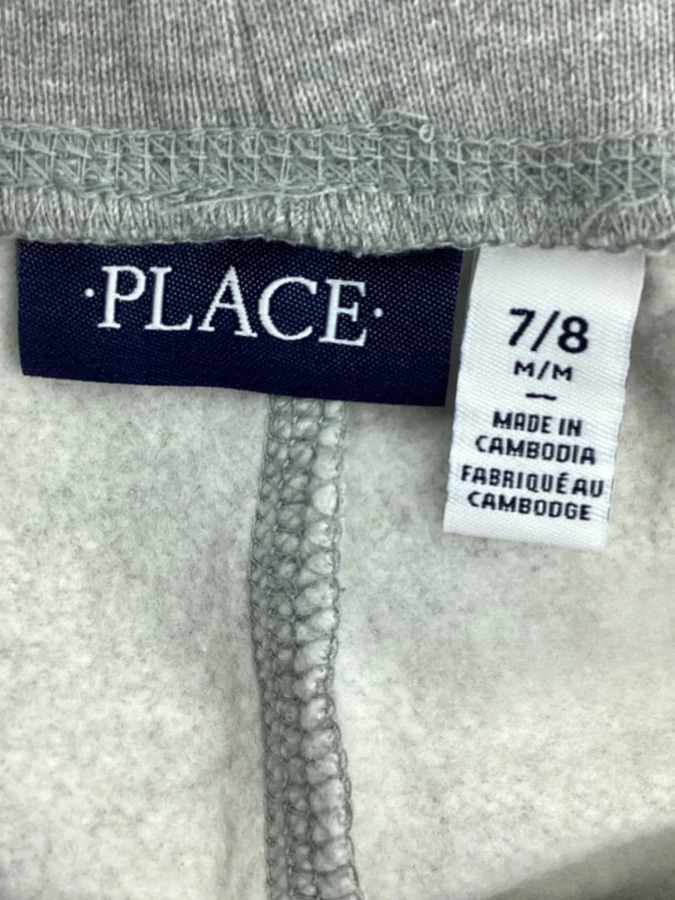 ·PLACE·
7/8
M/M
—
MADE IN
CAMBODIA
FABRIQUÉ AU
CAMBODGE